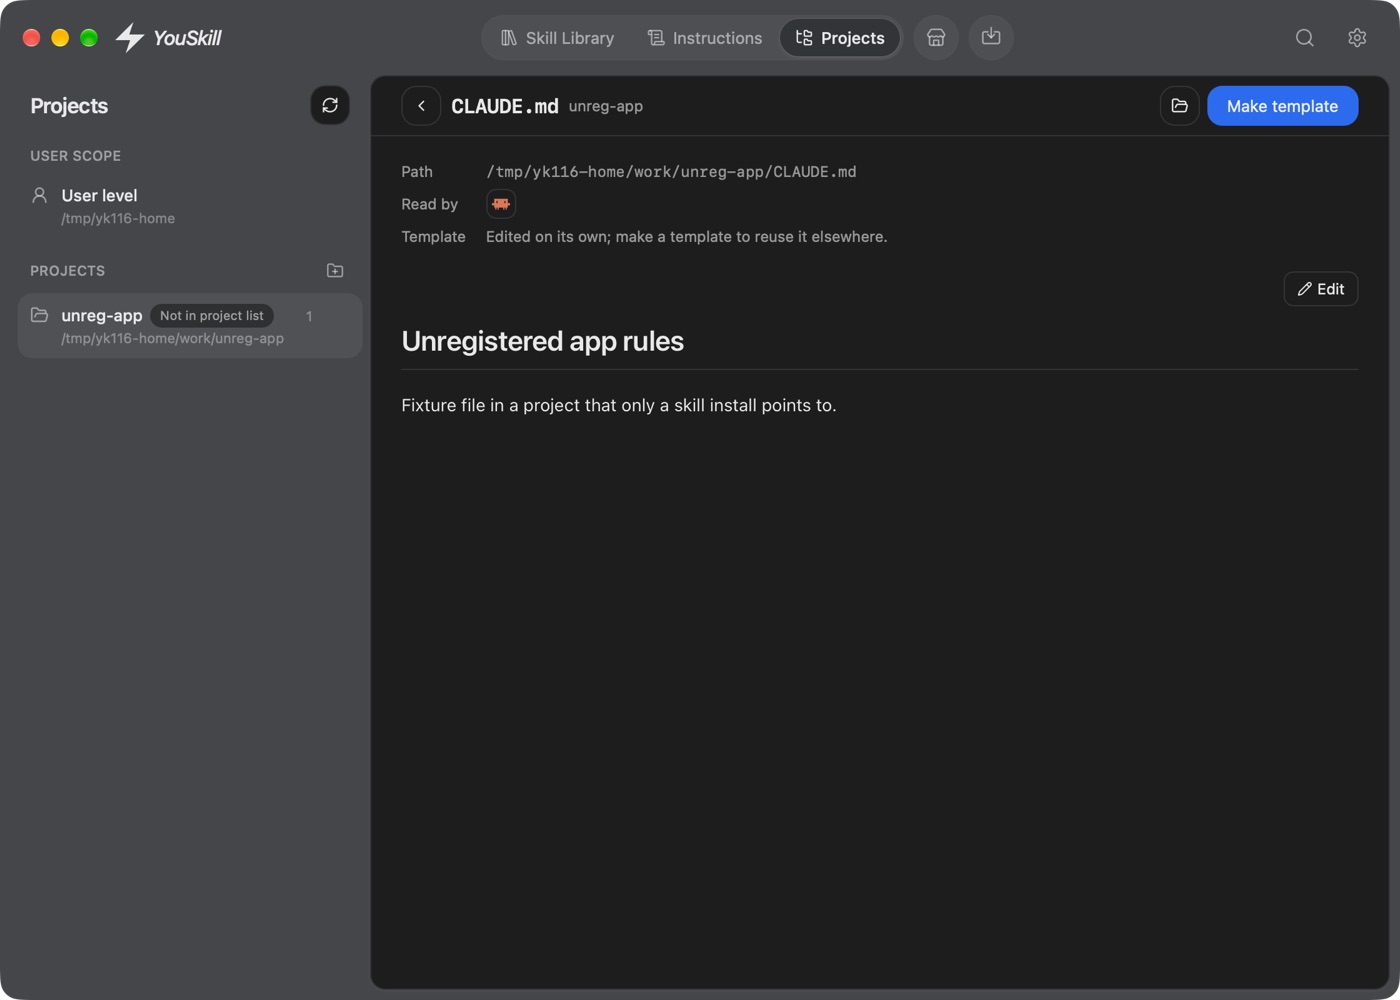 YouSkill
Skill Library
Instructions
Projects
Projects
USER SCOPE
User level
/tmp/yk116-home
PROJECTS
unreg-app Not in project list 1
/tmp/yk116-home/work/unreg-app
CLAUDE.md unreg-app
Make template
Path /tmp/yk116-home/work/unreg-app/CLAUDE.md
Read by
Template Edited on its own; make a template to reuse it elsewhere.
Edit
Unregistered app rules
Fixture file in a project that only a skill install points to.